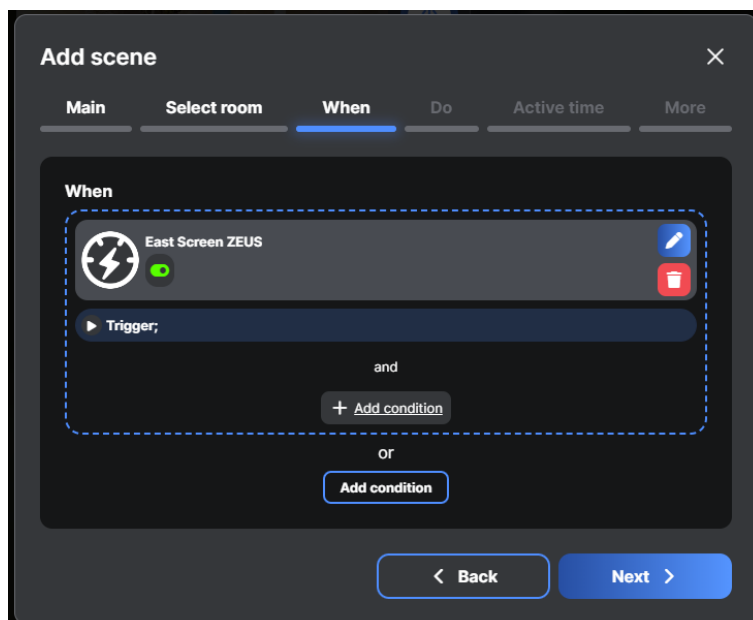 Add scene
Main Select room When Do Active time More
When
East Screen ZEUS
Trigger;
and
+ Add condition
or
Add condition
Back Next